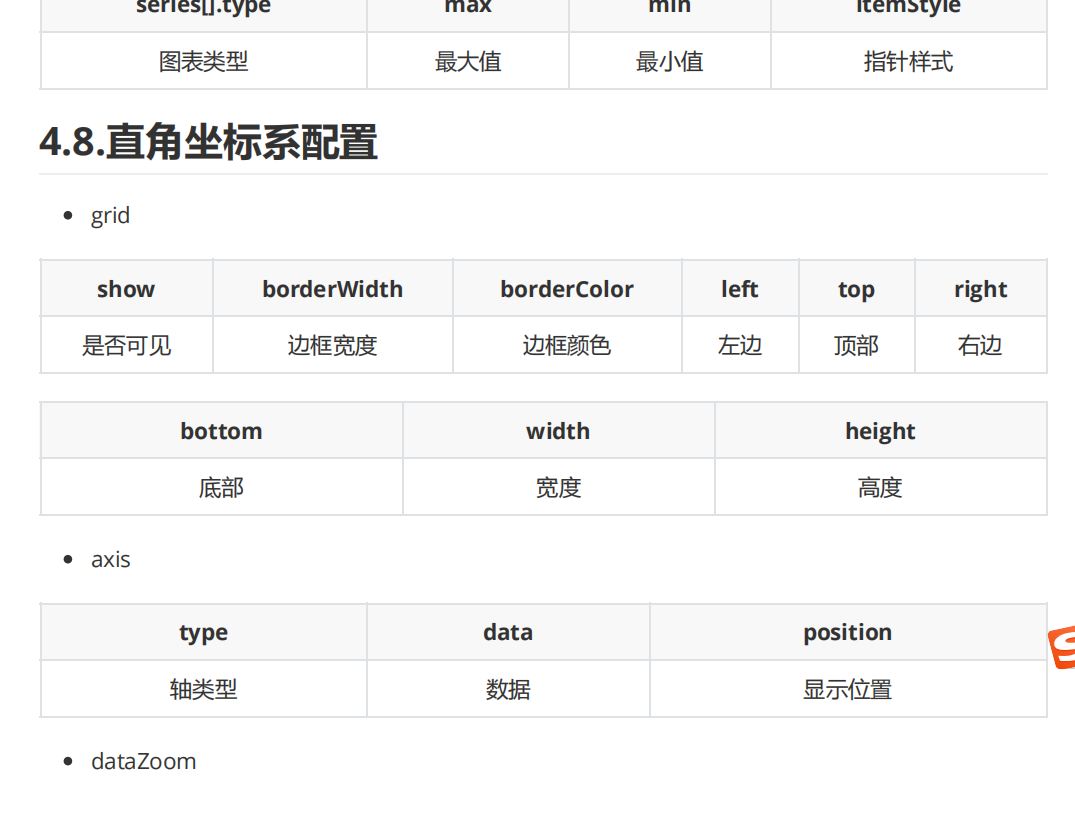 series[].type max min itemStyle
图表类型 最大值 最小值 指针样式
4.8.直角坐标系配置
grid
show borderWidth borderColor left top right
是否可见 边框宽度 边框颜色 左边 顶部 右边
bottom width height
底部 宽度 高度
axis
type data position
轴类型 数据 显示位置
dataZoom